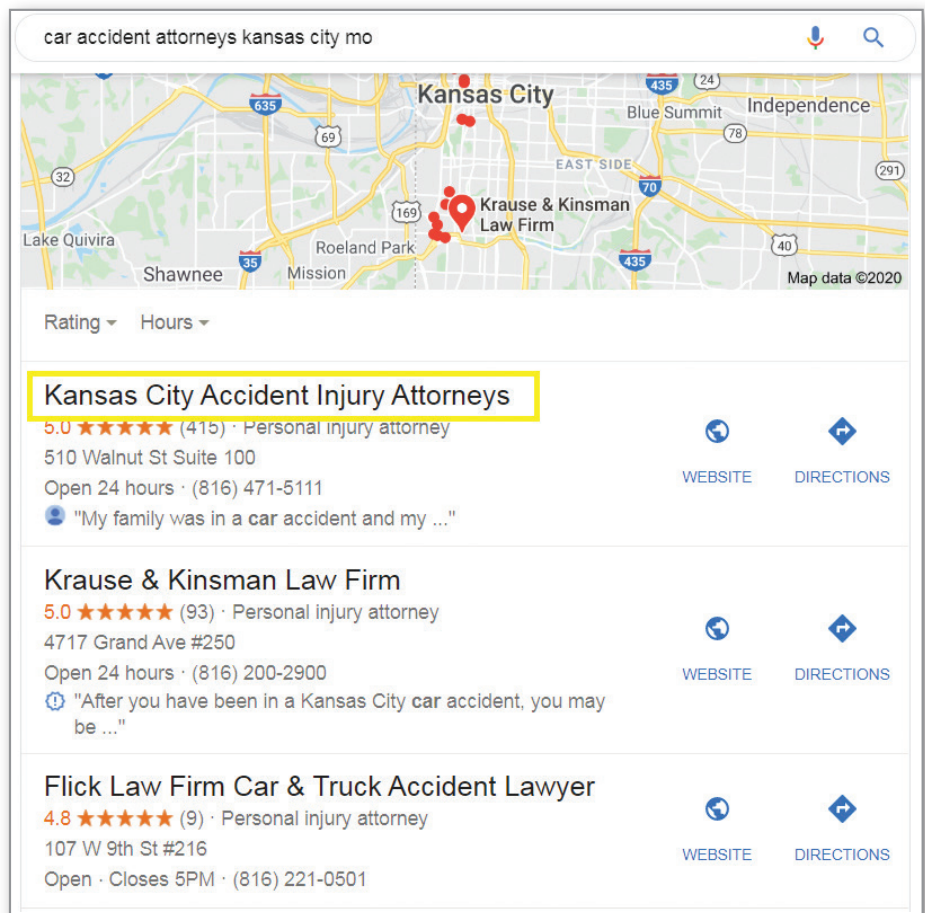 car accident attorneys kansas city mo
635
Kansas City
435
24
Blue Summit
Independence
69
78
32
EAST SIDE
70
291
169
Krause & Kinsman
Law Firm
Lake Quivira
Roeland Park
40
Shawnee
35
Mission
435
Map data ©2020
Rating
Hours
Kansas City Accident Injury Attorneys
5.0 ★★★★★ (415) · Personal injury attorney
510 Walnut St Suite 100
Open 24 hours · (816) 471-5111
"My family was in a car accident and my ..."
WEBSITE
DIRECTIONS
Krause & Kinsman Law Firm
5.0 ★★★★★ (93) · Personal injury attorney
4717 Grand Ave #250
Open 24 hours · (816) 200-2900
"After you have been in a Kansas City car accident, you may
be ..."
WEBSITE
DIRECTIONS
Flick Law Firm Car & Truck Accident Lawyer
4.8 ★★★★★ (9) · Personal injury attorney
107 W 9th St #216
Open · Closes 5PM · (816) 221-0501
WEBSITE
DIRECTIONS